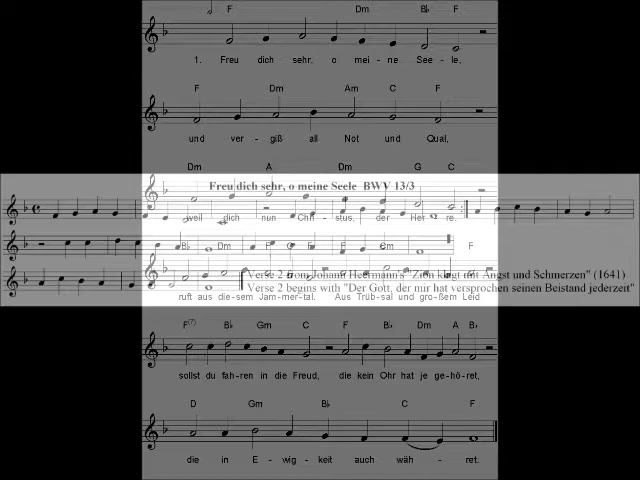 F Dm B♭ F
1. Freu dich sehr, o mei - ne See - le,
F Dm Am C F
und ver - giß all Not und Qual,
Dm A Dm G C
Freu dich sehr, o meine Seele BWV 13/3
weil dich nun Chri - stus, der Her - re,
B♭ Dm F C F Cm F
Verse 2 from Johann Heermann's "Zion klagt mit Angst und Schmerzen" (1641)
Verse 2 begins with "Der Gott, der mir hat versprochen seinen Beistand jederzeit"
ruft aus die-sem Jam-mer-tal. Aus Trüb-sal und gro-ßem Leid
F(7) B♭ Gm C F B♭ Dm A B♭
sollst du fah-ren in die Freud, die kein Ohr hat je ge-hö-ret,
D Gm B♭ C F
die in E - wig - keit auch wäh - ret.